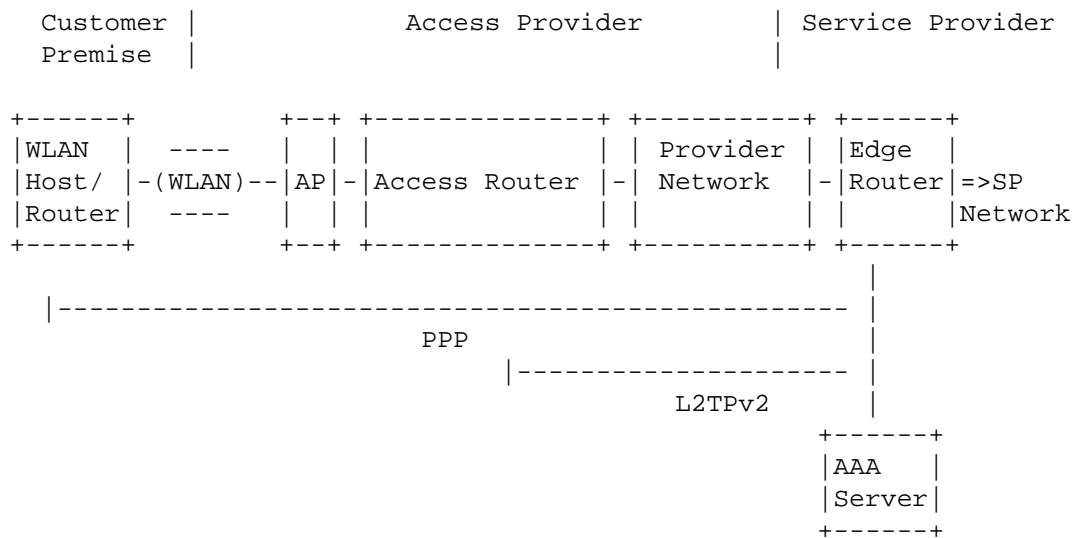 Customer |             Access Provider        | Service Provider
Premise  |                                    |
+------+         +--+ +--------------+ +----------+ +------+
|WLAN  |  ----   |  | |              | | Provider | |Edge  |
|Host/ |-(WLAN)--|AP|-|Access Router |-| Network  |-|Router|=>SP
|Router|  ----   |  | |              | |          | |      |Network
+------+         +--+ +--------------+ +----------+ +------+
|
|-------------------------------------------------- |
PPP                            |
|--------------------- |
L2TPv2      |
+------+
|AAA   |
|Server|
+------+